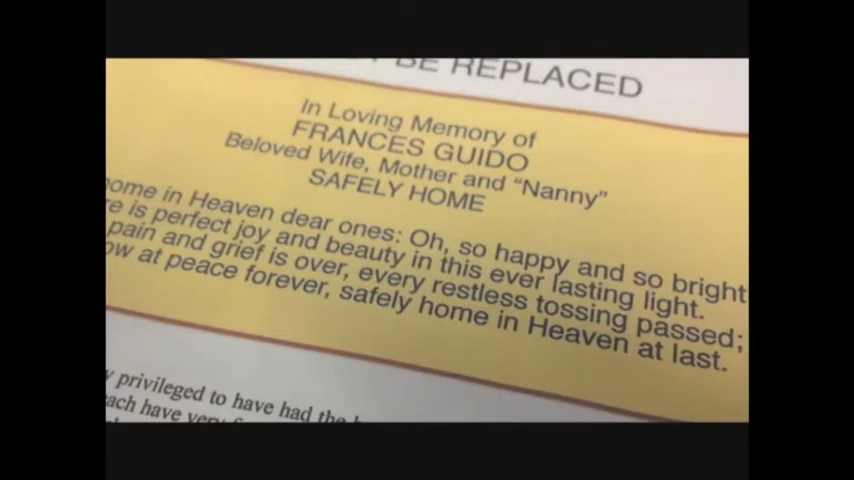 BE REPLACED
In Loving Memory of
FRANCES GUIDO
Beloved Wife, Mother and “Nanny”
SAFELY HOME
home in Heaven dear ones: Oh, so happy and so bright
re is perfect joy and beauty in this ever lasting light.
pain and grief is over, every restless tossing passed;
ow at peace forever, safely home in Heaven at last.
y privileged to have had the
each have very